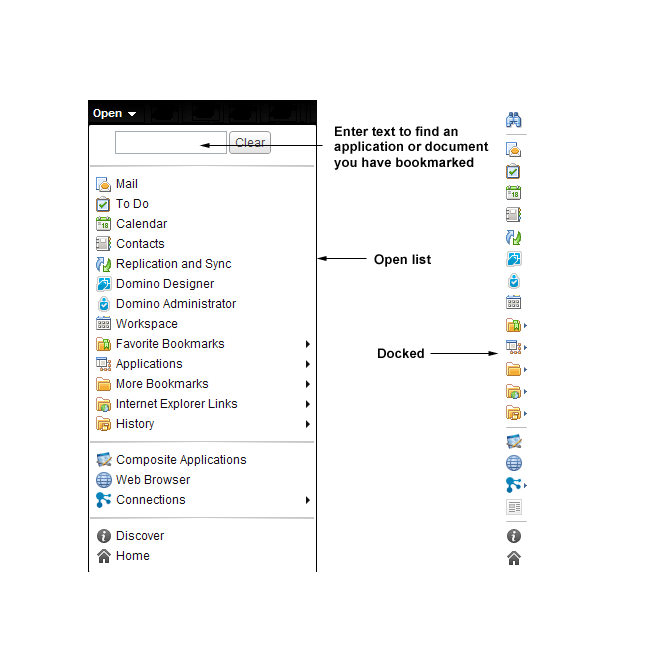 Open
Clear
Enter text to find an
application or document
you have bookmarked
Mail
To Do
18
Calendar
Contacts
Replication and Sync
Open list
Domino Designer
Domino Administrator
Workspace
Favorite Bookmarks
Docked
Applications
More Bookmarks
Internet Explorer Links
History
Composite Applications
Web Browser
Connections
Discover
Home
18